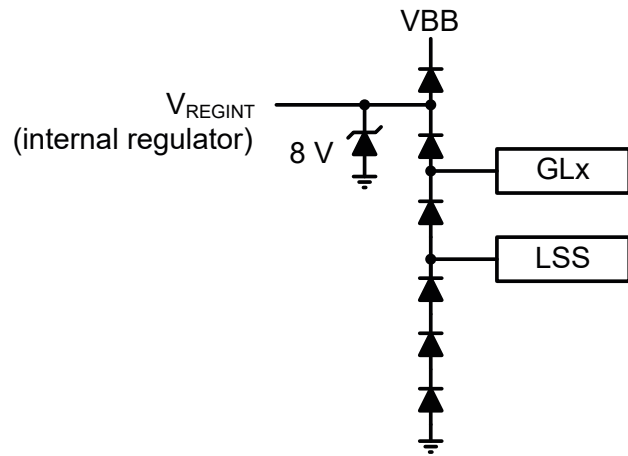 VBB
VREGINT
(internal regulator)
8 V
GLx
LSS